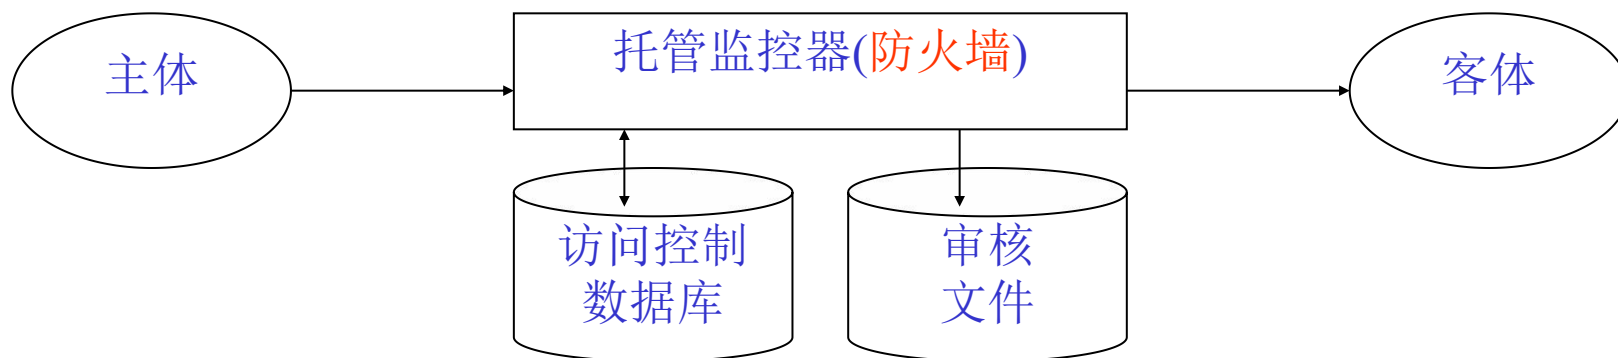 主体
托管监控器(防火墙)
客体
访问控制
数据库
审核
文件